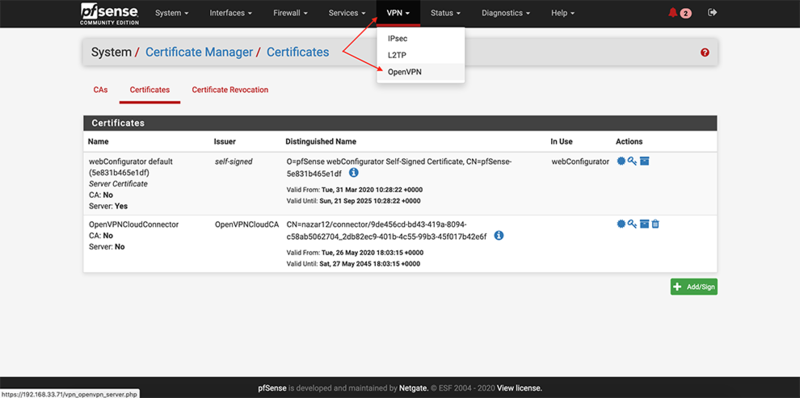 pfSense COMMUNITY EDITION System Interfaces Firewall Services VPN Status Diagnostics Help 2
IPsec
L2TP
OpenVPN
System / Certificate Manager / Certificates
CAs Certificates Certificate Revocation
Certificates
Name Issuer Distinguished Name In Use Actions
webConfigurator default self-signed O=pfSense webConfigurator Self-Signed Certificate, CN=pfSense- webConfigurator
(5e831b465e1df) 5e831b465e1df
Server Certificate
CA: No Valid From: Tue, 31 Mar 2020 10:28:22 +0000
Server: Yes Valid Until: Sun, 21 Sep 2025 10:28:22 +0000
OpenVPNCloudConnector OpenVPNCloudCA CN=nazar12/connector/9de456cd-bd43-419a-8094-
CA: No c58ab5062704_2db82ec9-401b-4c55-99b3-45f017b42e6f
Server: No
Valid From: Tue, 26 May 2020 18:03:15 +0000
Valid Until: Sat, 27 May 2045 18:03:15 +0000
Add/Sign
pfSense is developed and maintained by Netgate. © ESF 2004 - 2020 View license.
https://192.168.33.71/vpn_openvpn_server.php